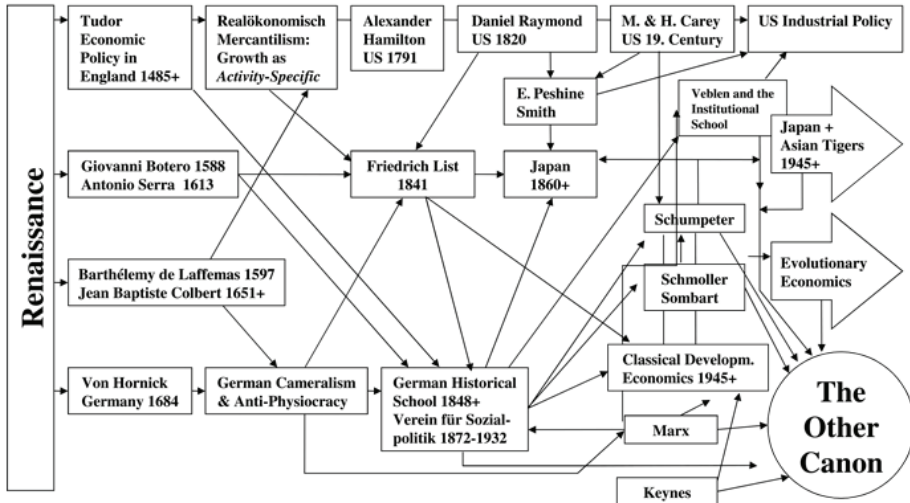 Renaissance
Tudor
Economic
Policy in
England 1485+
Realökonomisch
Mercantilism:
Growth as
Activity-Specific
Alexander
Hamilton
US 1791
Daniel Raymond
US 1820
M. & H. Carey
US 19. Century
US Industrial Policy
E. Peshine
Smith
Veblen and the
Institutional
School
Japan +
Asian Tigers
1945+
Giovanni Botero 1588
Antonio Serra 1613
Friedrich List
1841
Japan
1860+
Schumpeter
Barthélemy de Laffemas 1597
Jean Baptiste Colbert 1651+
Schmoller
Sombart
Evolutionary
Economics
Von Hornick
Germany 1684
German Cameralism
& Anti-Physiocracy
German Historical
School 1848+
Verein für Sozial-
politik 1872-1932
Classical Developm.
Economics 1945+
Marx
Keynes
The
Other
Canon